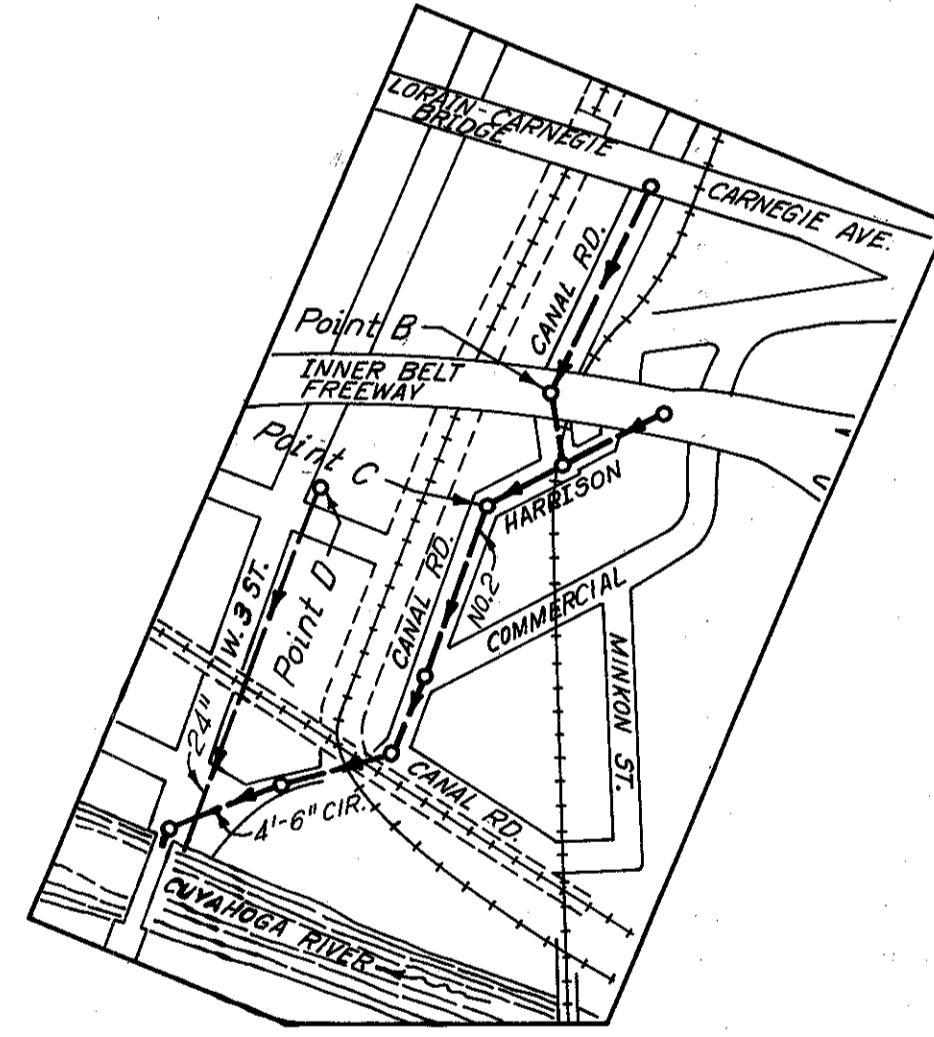 LORAIN-CARNEGIE
BRIDGE
CARNEGIE AVE.
CANAL RD.
Point B
INNER BELT
FREEWAY
Point C
HARRISON
CANAL RD.
NO.2
COMMERCIAL
W. 3 ST.
Point D
MINKON ST.
24"
CANAL RD.
4'-6" CIR.
CUYAHOGA RIVER